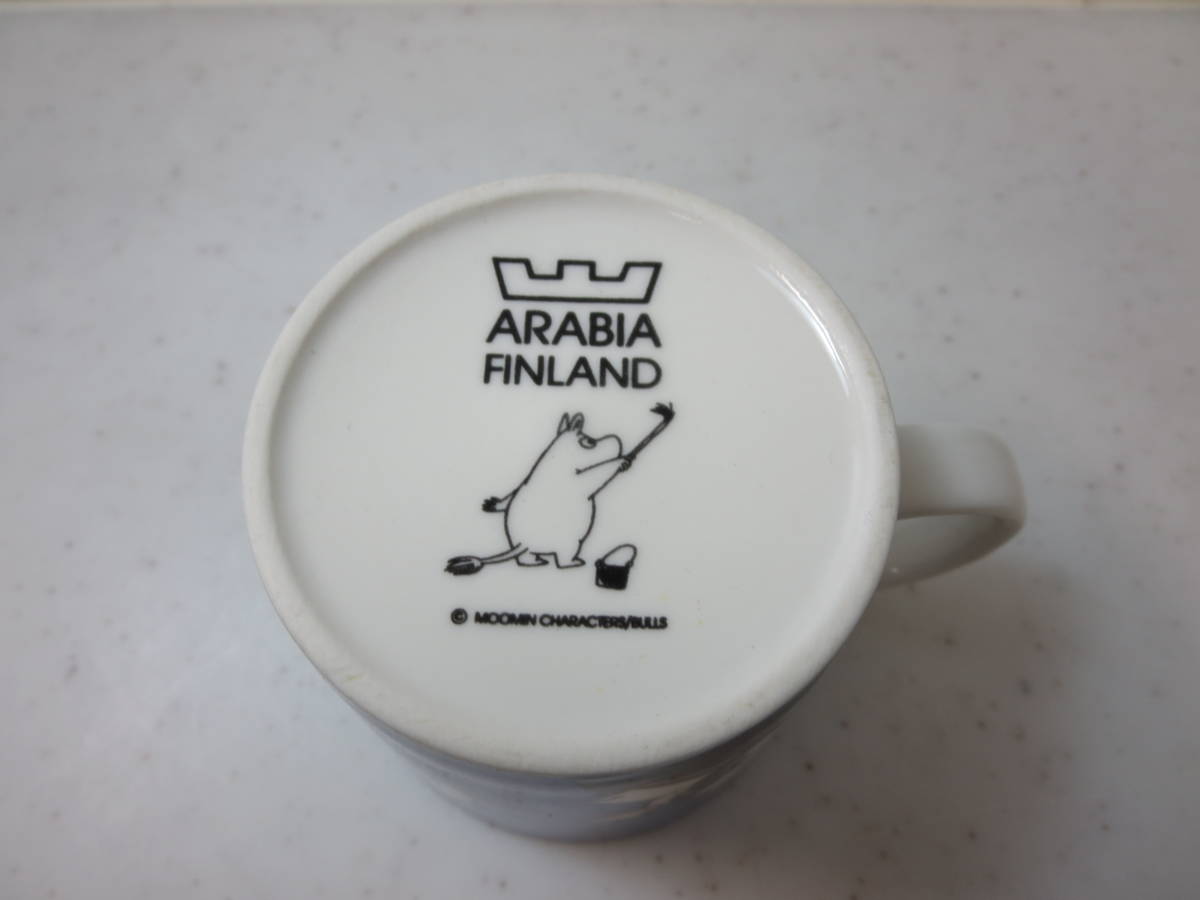 ARABIA
FINLAND
© MOOMIN CHARACTERS/BULLS